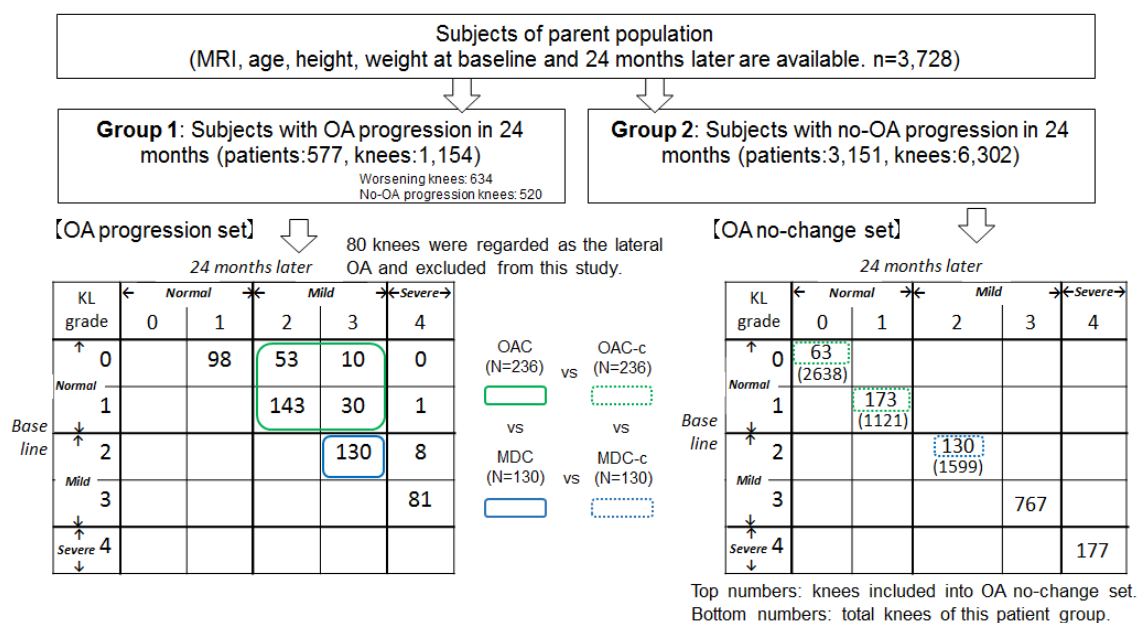 Subjects of parent population
(MRI, age, height, weight at baseline and 24 months later are available. n=3,728)
Group 1: Subjects with OA progression in 24
months (patients:577, knees:1,154)
Worsening knees: 634
No-OA progression knees: 520
Group 2: Subjects with no-OA progression in 24
months (patients:3,151, knees:6,302)
【OA progression set】
80 knees were regarded as the lateral
OA and excluded from this study.
24 months later
KL grade Normal Mild Severe
0 1 2 3 4
Base line
Normal
0 98 53 10 0
1 143 30 1
Mild
2 130 8
3 81
Severe 4
OAC (N=236) vs OAC-c (N=236)
vs vs
MDC (N=130) vs MDC-c (N=130)
【OA no-change set】
24 months later
KL grade Normal Mild Severe
0 1 2 3 4
Base line
Normal
0 63
(2638)
1 173
(1121)
Mild
2 130
(1599)
3 767
Severe 4 177
Top numbers: knees included into OA no-change set.
Bottom numbers: total knees of this patient group.